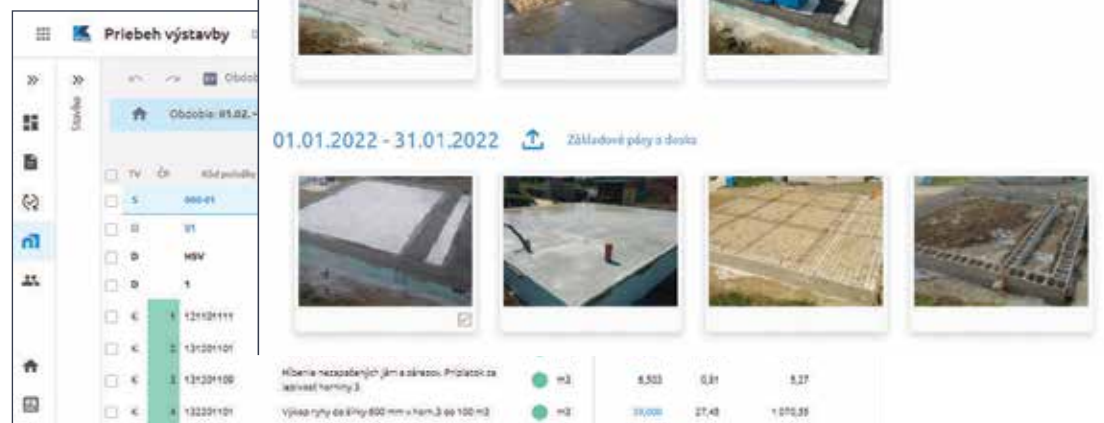 Priebeh výstavby
Stavba
Obdobie: 01.02. -
01.01.2022 - 31.01.2022 Základové pásy a doska
TV ČP Kód položky
S 000-01
O 01
D HSV
D 1
K 1 121101111
K 2 131201101
K 3 131201109 Hĺbenie nezapažených jám a zárezov. Príplatok za lepivosť horniny 3 m3 6,503 0,81 5,27
K 4 132201101 Výkop ryhy do šírky 600 mm v horn.3 do 100 m3 m3 39,000 27,45 1 070,55